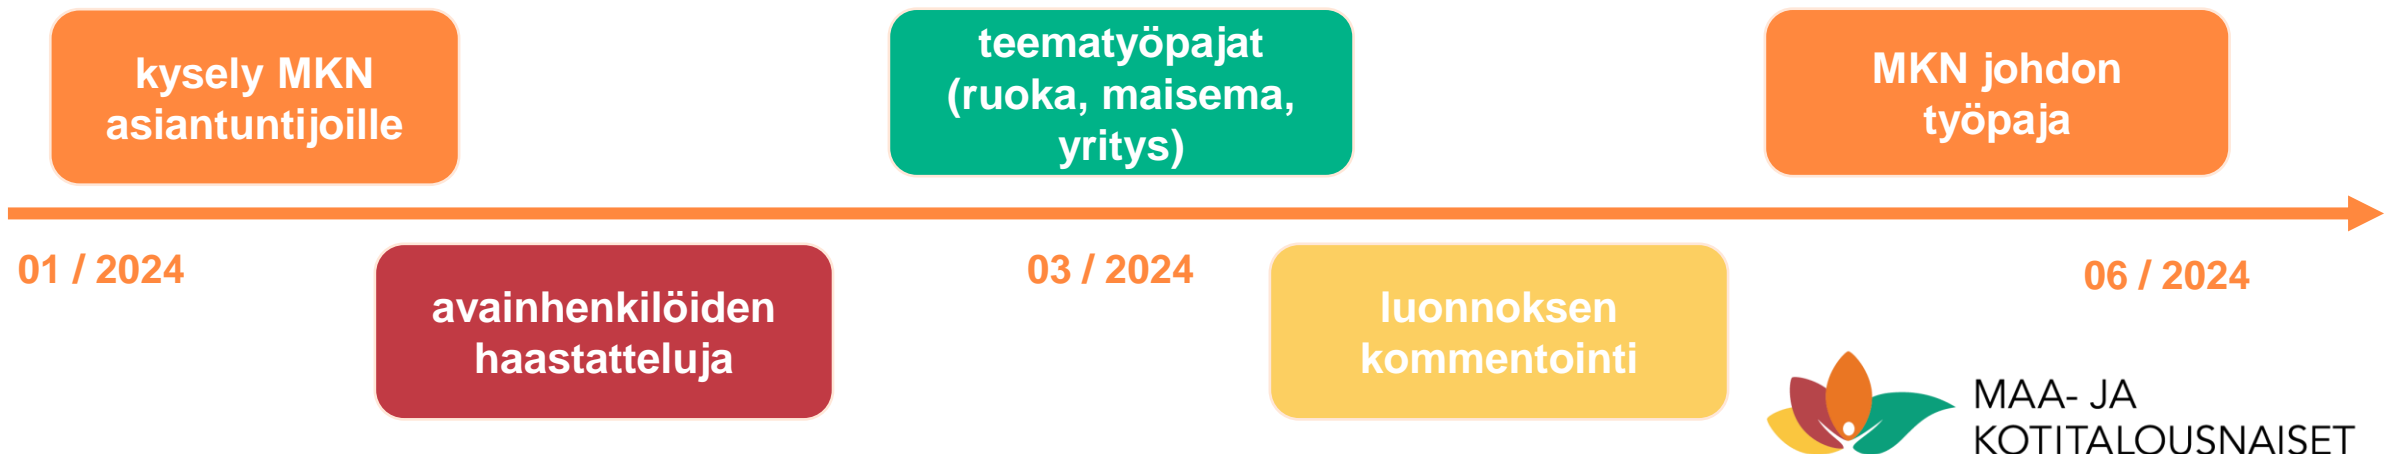 kysely MKN
asiantuntijoille
teematyöpajat
(ruoka, maisema,
yritys)
MKN johdon
työpaja
01 / 2024
03 / 2024
06 / 2024
avainhenkilöiden
haastatteluja
luonnoksen
kommentointi
MAA- JA
KOTITALOUSNAISET